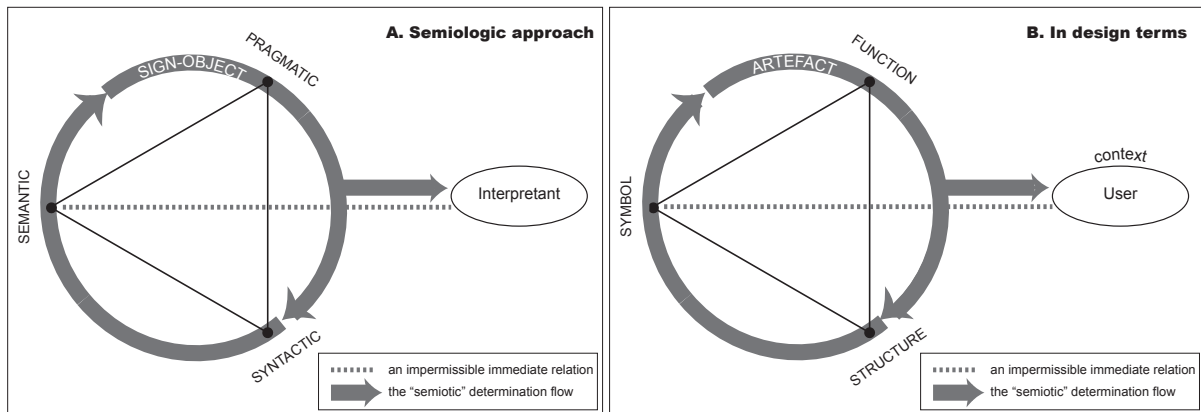 A. Semiologic approach
SIGN-OBJECT
PRAGMATIC
SEMANTIC
Interpretant
SYNTACTIC
an impermissible immediate relation
the “semiotic” determination flow
B. In design terms
ARTEFACT
FUNCTION
context
SYMBOL
User
STRUCTURE
an impermissible immediate relation
the “semiotic” determination flow